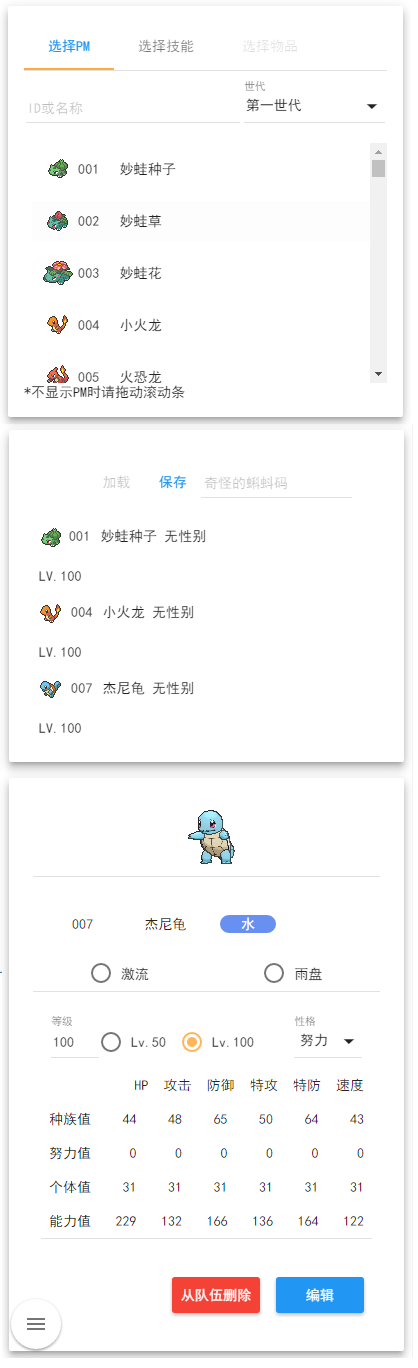 选择PM 选择技能 选择物品
世代
ID或名称 第一世代
001 妙蛙种子
002 妙蛙草
003 妙蛙花
004 小火龙
005 火恐龙
*不显示PM时请拖动滚动条
加载 保存 奇怪的蝌蚪码
001 妙蛙种子 无性别
LV.100
004 小火龙 无性别
LV.100
007 杰尼龟 无性别
LV.100
007 杰尼龟 水
激流 雨盘
等级 性格
100 Lv.50 Lv.100 努力
HP 攻击 防御 特攻 特防 速度
种族值 44 48 65 50 64 43
努力值 0 0 0 0 0 0
个体值 31 31 31 31 31 31
能力值 229 132 166 136 164 122
从队伍删除 编辑